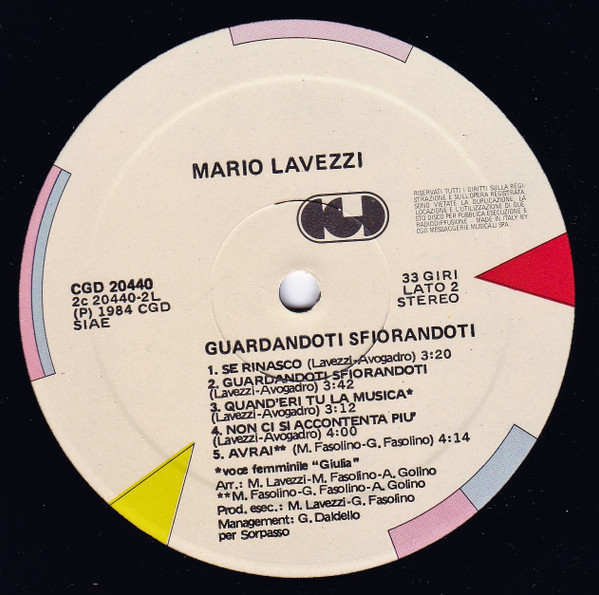 MARIO LAVEZZI
RISERVATI TUTTI I DIRITTI SULLA REGI-
STRAZIONE E SULL'OPERA REGISTRATA.
SONO VIETATE LA DUPLICAZIONE, LA
LOCAZIONE E L'UTILIZZAZIONE DI QUE-
STO DISCO PER PUBBLICA ESECUZIONE E
RADIODIFFUSIONE - MADE IN ITALY BY
CGD MESSAGGERIE MUSICALI SPA
CGD 20440
2c 20440-2L
(P) 1984 CGD
SIAE
33 GIRI
LATO 2
STEREO
GUARDANDOTI SFIORANDOTI
1. SE RINASCO (Lavezzi-Avogadro) 3:20
2. GUARDANDOTI SFIORANDOTI
(Lavezzi-Avogadro) 3:42
3. QUAND'ERI TU LA MUSICA*
(Lavezzi-Avogadro) 3:12
4. NON CI SI ACCONTENTA PIU'
(Lavezzi-Avogadro) 4:00
5. AVRAI** (M. Fasolino-G. Fasolino) 4:14
*voce femminile "Giulia"
Arr.: M. Lavezzi-M. Fasolino-A. Golino
**M. Fasolino-G. Fasolino-A. Golino
Prod. esec.: M. Lavezzi-G. Fasolino
Management: G. Daldello
per Sorpasso